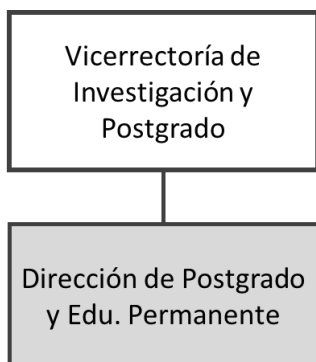 Vicerrectoría de
Investigación y
Postgrado
Dirección de Postgrado
y Edu. Permanente